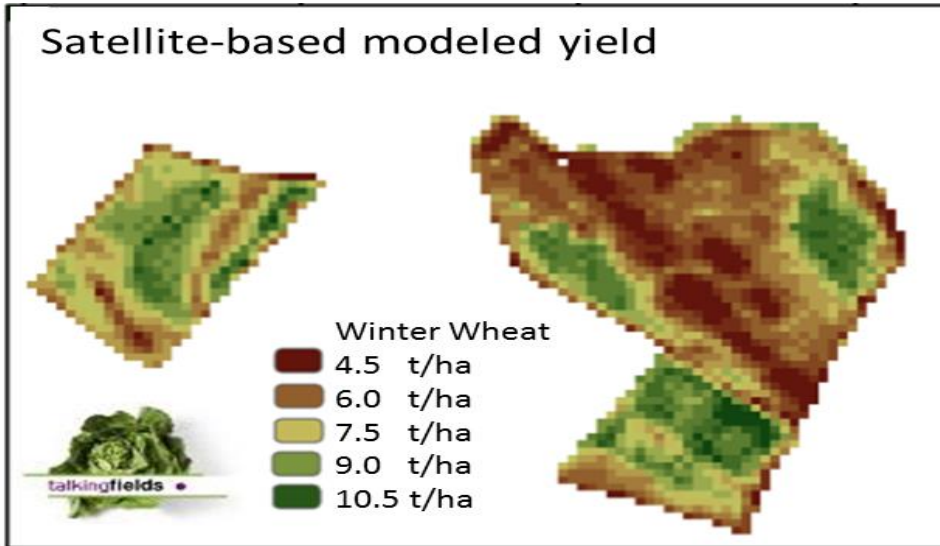 Satellite-based modeled yield
Winter Wheat
4.5 t/ha
6.0 t/ha
7.5 t/ha
9.0 t/ha
10.5 t/ha
talkingfields